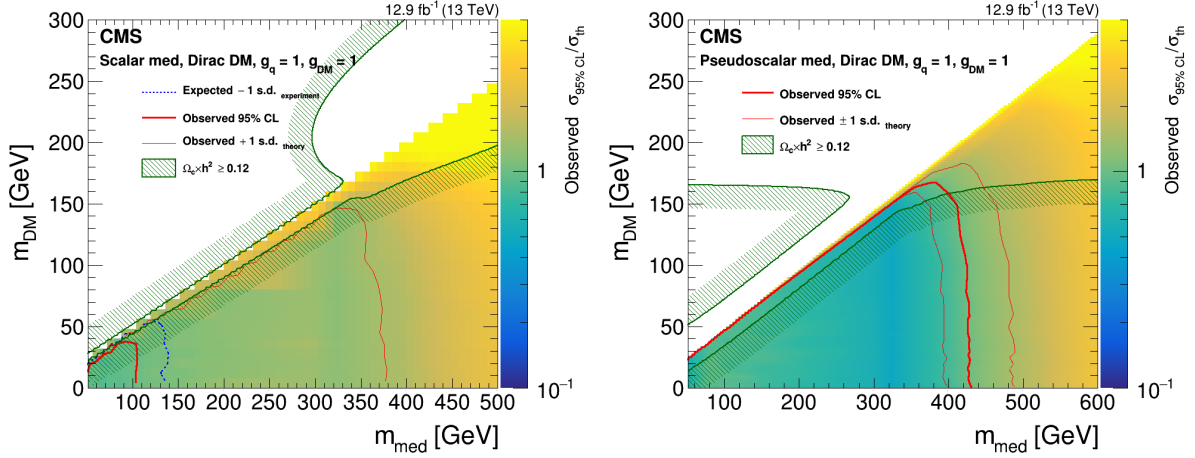 12.9 fb⁻¹ (13 TeV)
CMS
Scalar med, Dirac DM, g_q = 1, g_DM = 1
Expected − 1 s.d. experiment
Observed 95% CL
Observed + 1 s.d. theory
Ω_c×h² ≥ 0.12
m_DM [GeV]
300
250
200
150
100
50
0
100 150 200 250 300 350 400 450 500
m_med [GeV]
Observed σ_95% CL/σ_th
1
10⁻¹
12.9 fb⁻¹ (13 TeV)
CMS
Pseudoscalar med, Dirac DM, g_q = 1, g_DM = 1
Observed 95% CL
Observed ± 1 s.d. theory
Ω_c×h² ≥ 0.12
m_DM [GeV]
300
250
200
150
100
50
0
100 200 300 400 500 600
m_med [GeV]
Observed σ_95% CL/σ_th
1
10⁻¹